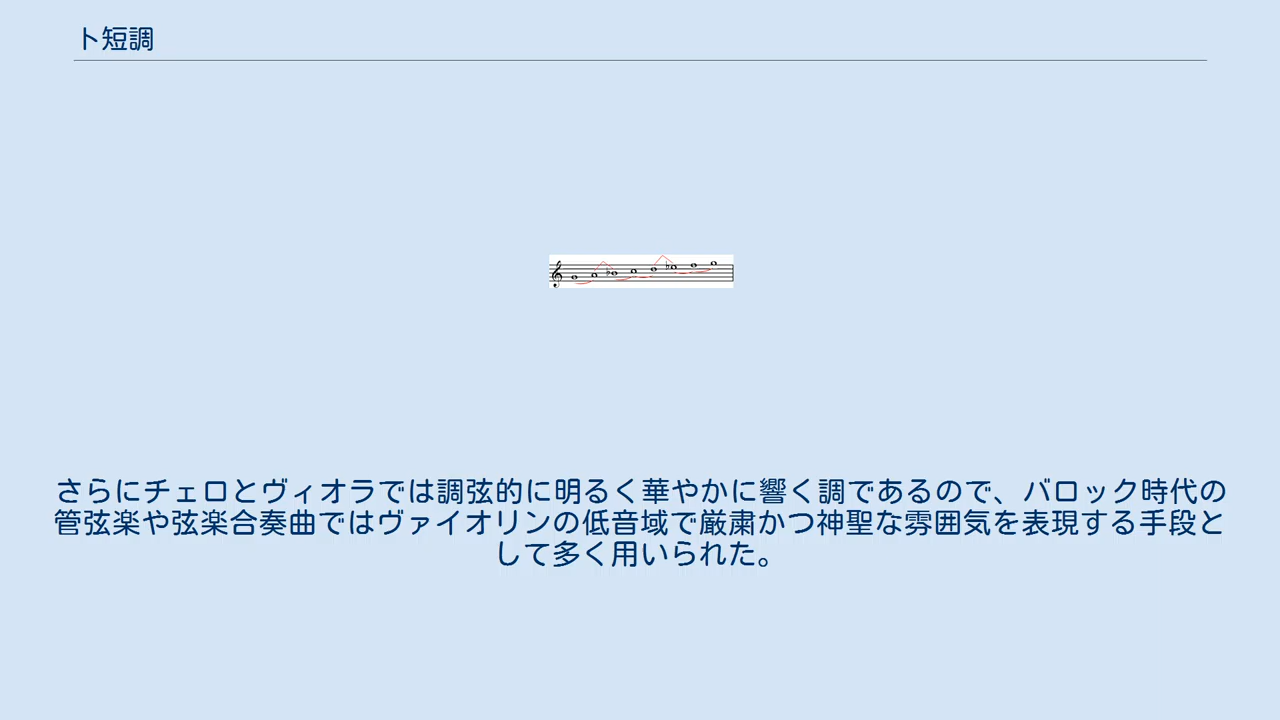 ト短調
さらにチェロとヴィオラでは調弦的に明るく華やかに響く調であるので、バロック時代の
管弦楽や弦楽合奏曲ではヴァイオリンの低音域で厳粛かつ神聖な雰囲気を表現する手段と
して多く用いられた。